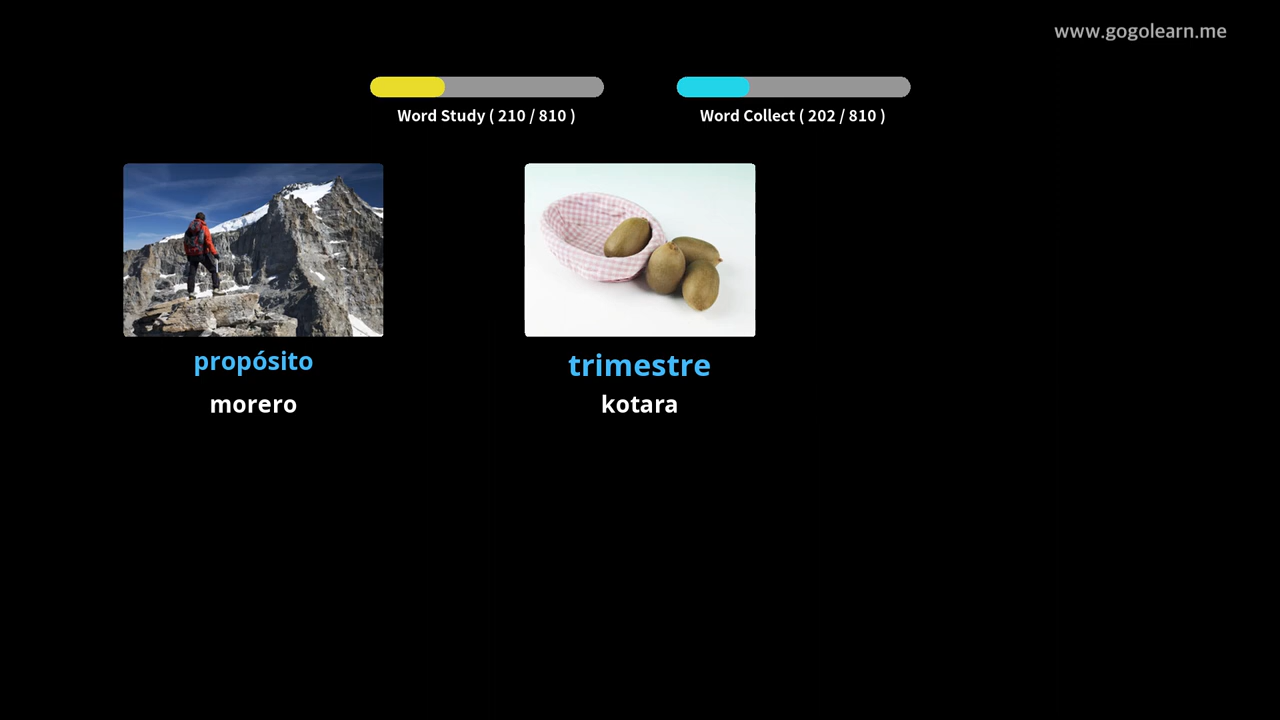 www.gogolearn.me
Word Study ( 210 / 810 )
Word Collect ( 202 / 810 )
propósito
morero
trimestre
kotara